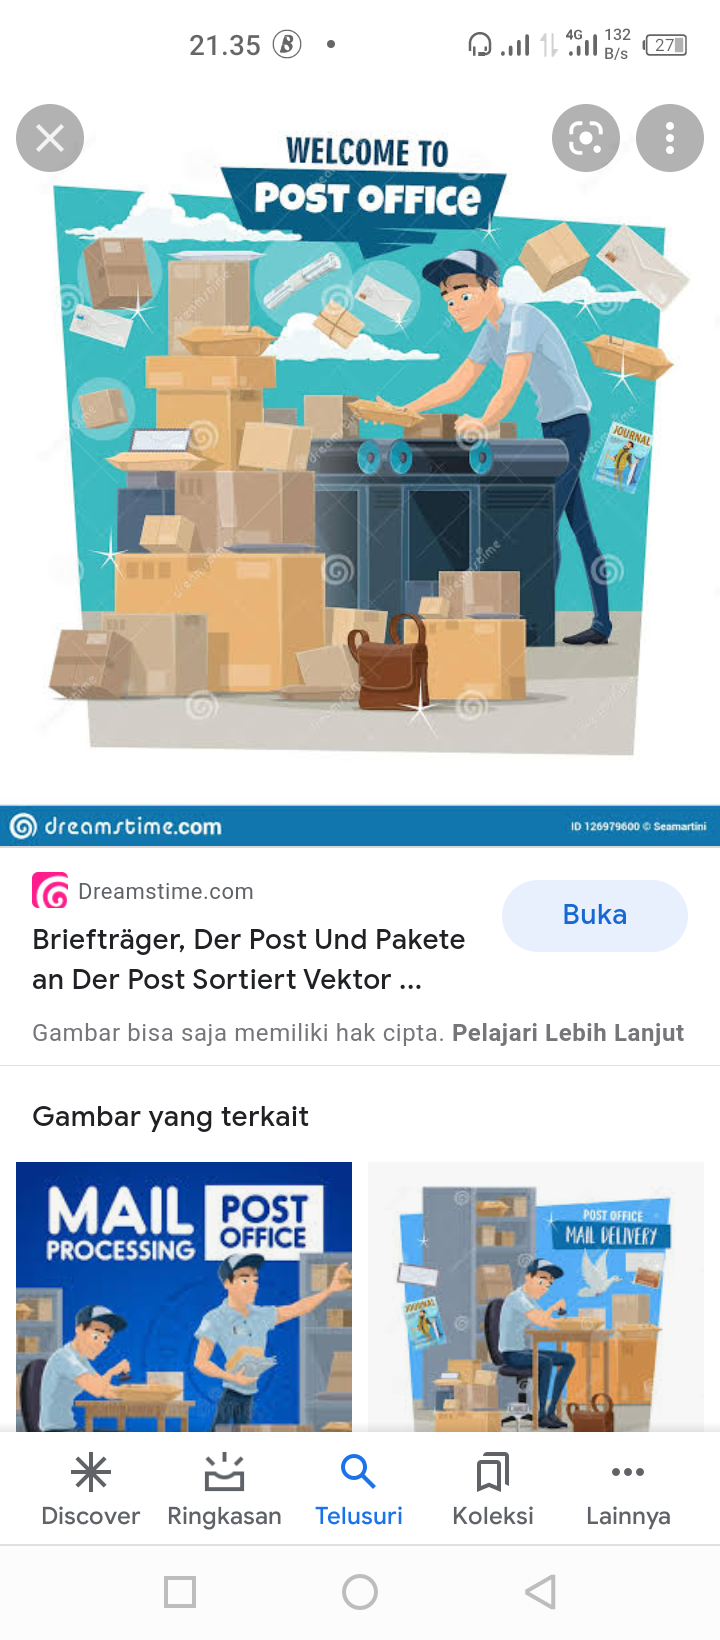 21.35
4G
132
B/s
27
WELCOME TO
POST OFFICE
JOURNAL
dreamstime.com
ID 126979600 © Seamartini
Dreamstime.com
Buka
Briefträger, Der Post Und Pakete
an Der Post Sortiert Vektor ...
Gambar bisa saja memiliki hak cipta. Pelajari Lebih Lanjut
Gambar yang terkait
MAIL
PROCESSING
POST
OFFICE
POST OFFICE
MAIL DELIVERY
JOURNAL
Discover
Ringkasan
Telusuri
Koleksi
Lainnya